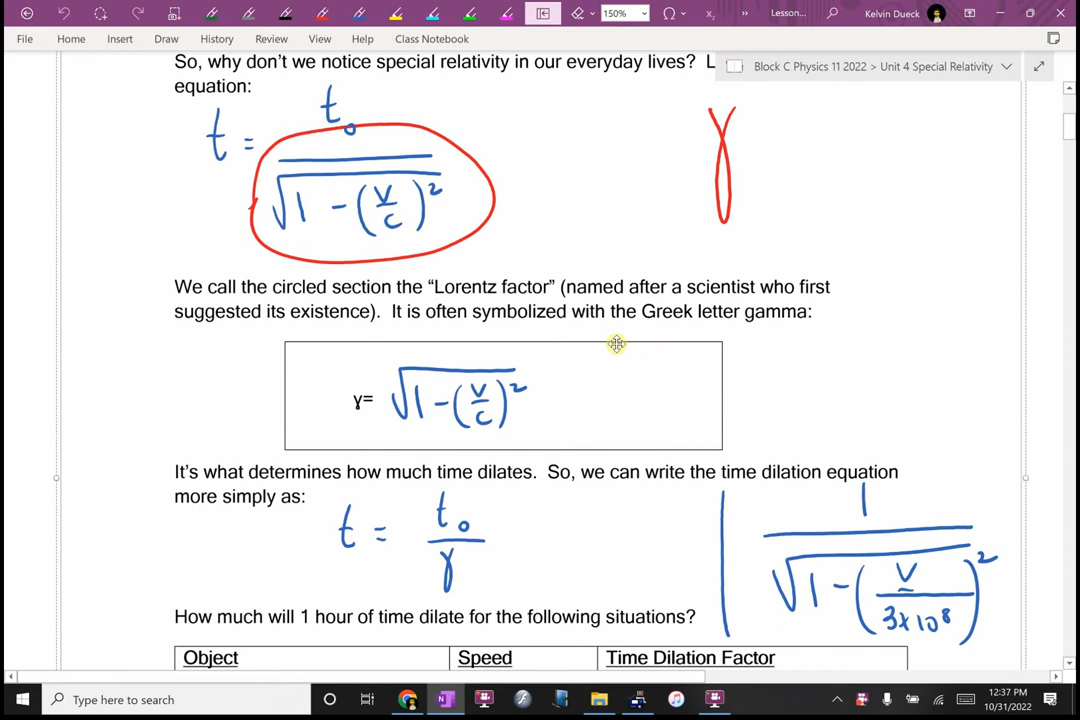 150%
Lesson...
Kelvin Dueck
File Home Insert Draw History Review View Help Class Notebook
So, why don't we notice special relativity in our everyday lives? L
Block C Physics 11 2022 > Unit 4 Special Relativity
equation:
t = t₀ / √(1 - (v/c)²)
γ
We call the circled section the “Lorentz factor” (named after a scientist who first
suggested its existence). It is often symbolized with the Greek letter gamma:
γ= √(1 - (v/c)²)
It's what determines how much time dilates. So, we can write the time dilation equation
more simply as:
t = t₀ / γ
1 / √(1 - (v / 3x10⁸)²)
How much will 1 hour of time dilate for the following situations?
Object Speed Time Dilation Factor
Type here to search
12:37 PM
10/31/2022